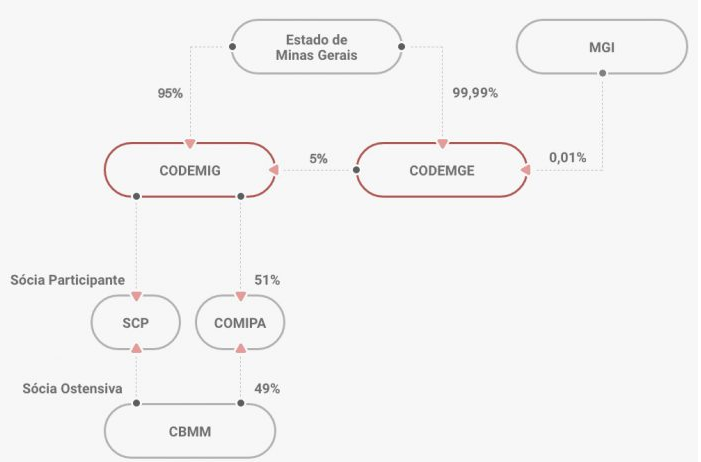 Estado de
Minas Gerais
MGI
95%
99,99%
CODEMIG
5%
CODEMGE
0,01%
Sócia Participante
51%
SCP
COMIPA
Sócia Ostensiva
49%
CBMM